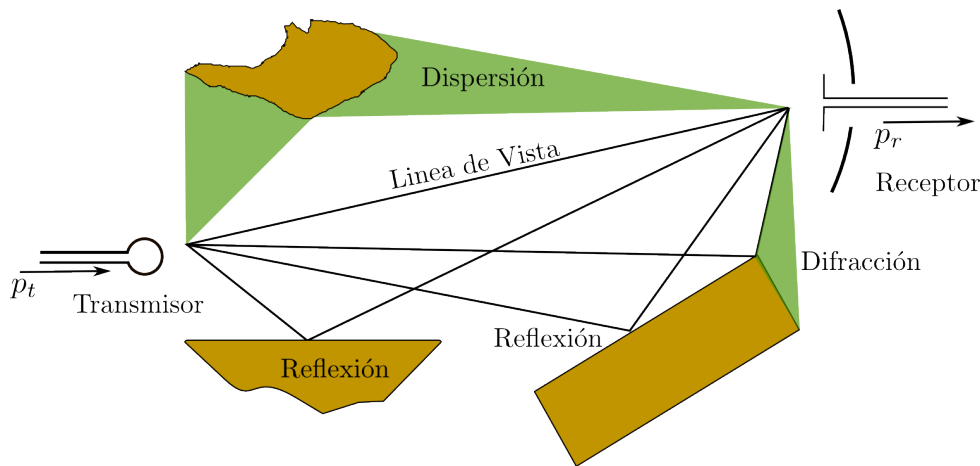 Dispersión
Linea de Vista
p_r
Receptor
Difracción
p_t
Transmisor
Reflexión
Reflexión